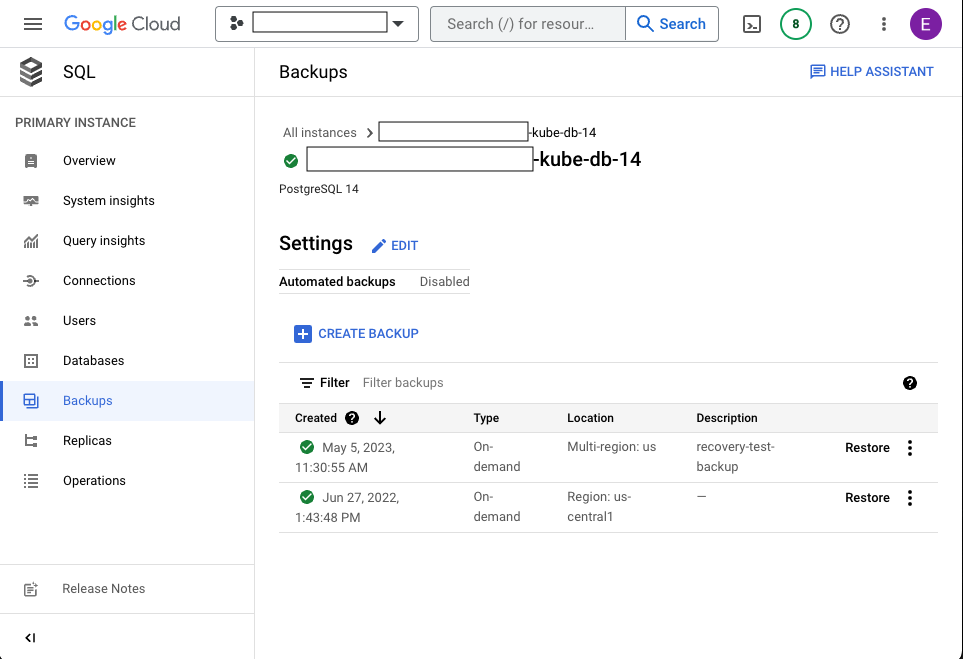 Google Cloud
Search (/) for resour...
Search
8
E
SQL
Backups
HELP ASSISTANT
PRIMARY INSTANCE
Overview
System insights
Query insights
Connections
Users
Databases
Backups
Replicas
Operations
Release Notes
All instances > -kube-db-14
-kube-db-14
PostgreSQL 14
Settings EDIT
Automated backups Disabled
CREATE BACKUP
Filter Filter backups
Created Type Location Description
May 5, 2023, On- Multi-region: us recovery-test- Restore
11:30:55 AM demand backup
Jun 27, 2022, On- Region: us- — Restore
1:43:48 PM demand central1